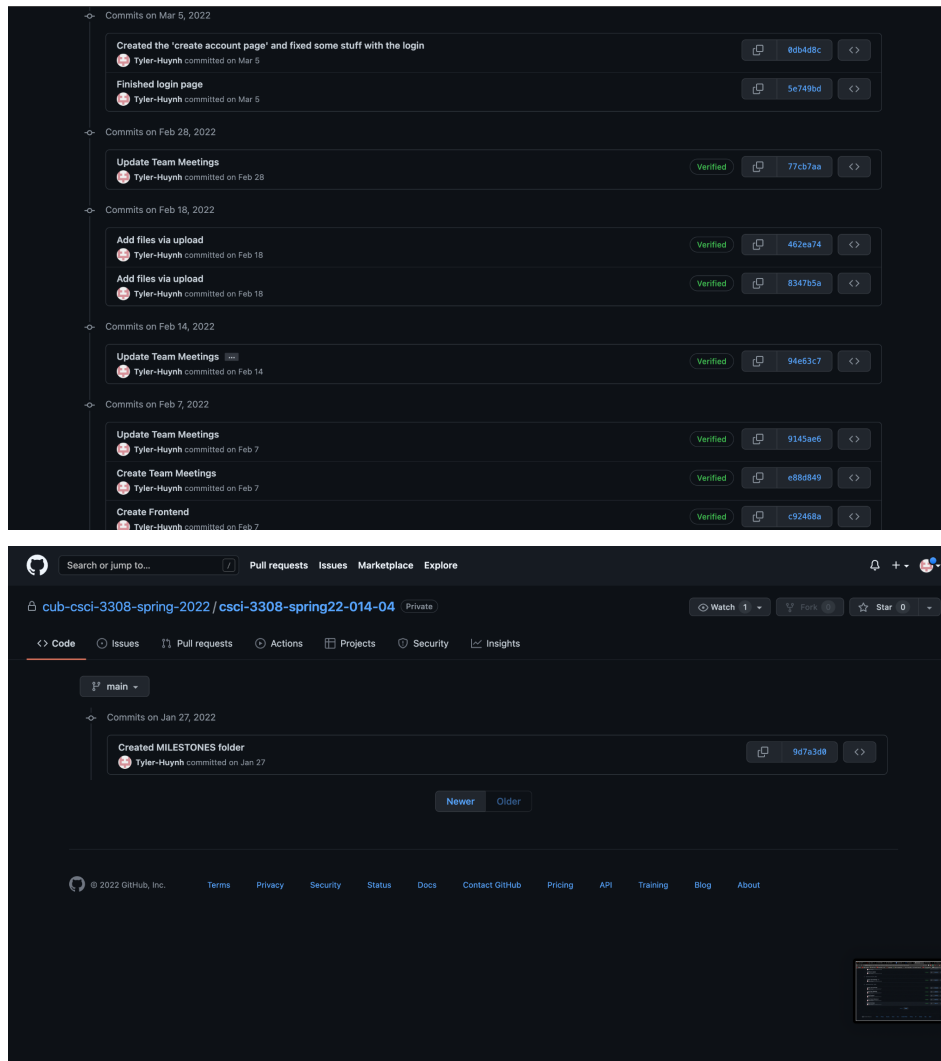 Commits on Mar 5, 2022
Created the 'create account page' and fixed some stuff with the login
Tyler-Huynh committed on Mar 5
0db4d8c
Finished login page
Tyler-Huynh committed on Mar 5
5e749bd
Commits on Feb 28, 2022
Update Team Meetings
Tyler-Huynh committed on Feb 28
Verified 77cb7aa
Commits on Feb 18, 2022
Add files via upload
Tyler-Huynh committed on Feb 18
Verified 462ea74
Add files via upload
Tyler-Huynh committed on Feb 18
Verified 8347b5a
Commits on Feb 14, 2022
Update Team Meetings ...
Tyler-Huynh committed on Feb 14
Verified 94e63c7
Commits on Feb 7, 2022
Update Team Meetings
Tyler-Huynh committed on Feb 7
Verified 9145ae6
Create Team Meetings
Tyler-Huynh committed on Feb 7
Verified e88d849
Create Frontend
Tyler-Huynh committed on Feb 7
Verified c92468a
Search or jump to... / Pull requests Issues Marketplace Explore
cub-csci-3308-spring-2022 / csci-3308-spring22-014-04 Private
Watch 1 Fork 0 Star 0
<> Code Issues Pull requests Actions Projects Security Insights
main
Commits on Jan 27, 2022
Created MILESTONES folder
Tyler-Huynh committed on Jan 27
9d7a3d0
Newer Older
© 2022 GitHub, Inc. Terms Privacy Security Status Docs Contact GitHub Pricing API Training Blog About